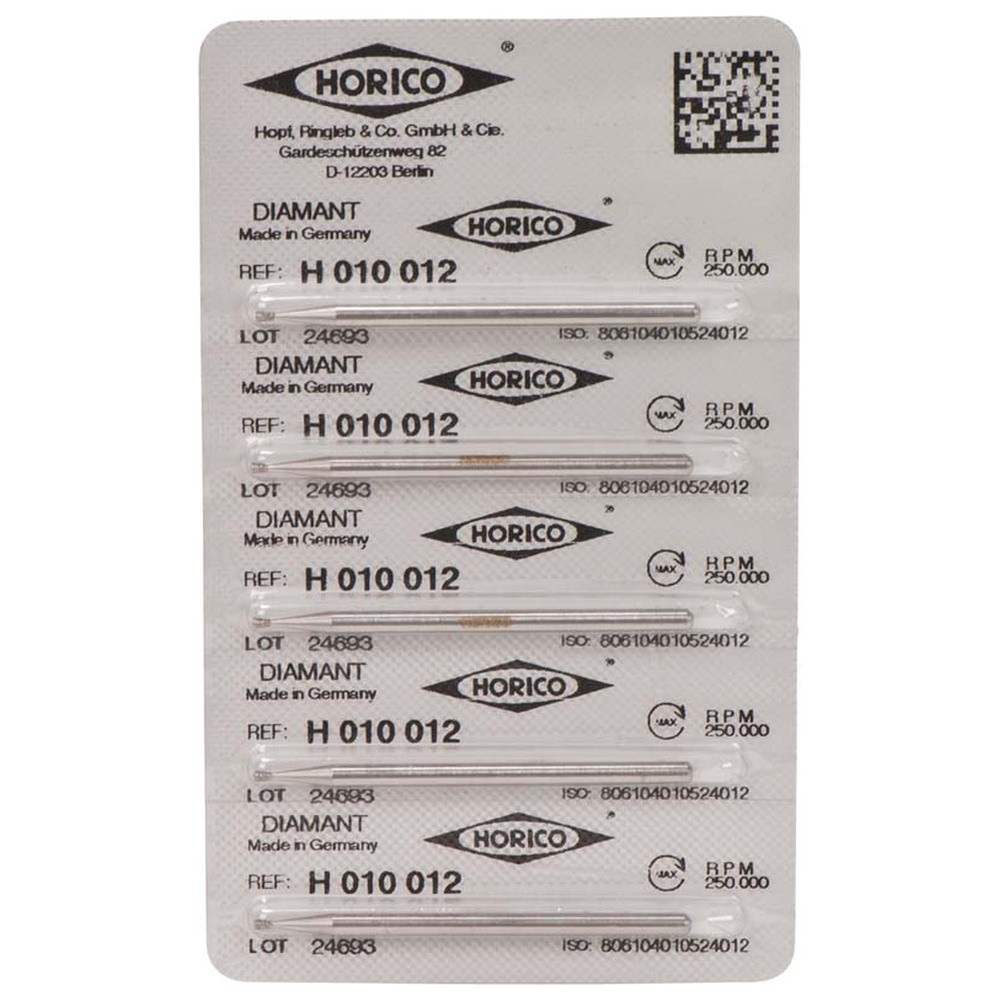 HORICO ®
Hopf, Ringleb & Co. GmbH & Cie.
Gardeschützenweg 82
D-12203 Berlin
DIAMANT
Made in Germany
HORICO ®
REF: H 010 012
MAX
RPM
250.000
LOT 24693 ISO: 806104010524012
DIAMANT
Made in Germany
HORICO ®
REF: H 010 012
MAX
RPM
250.000
LOT 24693 ISO: 806104010524012
DIAMANT
Made in Germany
HORICO ®
REF: H 010 012
MAX
RPM
250.000
LOT 24693 ISO: 806104010524012
DIAMANT
Made in Germany
HORICO ®
REF: H 010 012
MAX
RPM
250.000
LOT 24693 ISO: 806104010524012
DIAMANT
Made in Germany
HORICO ®
REF: H 010 012
MAX
RPM
250.000
LOT 24693 ISO: 806104010524012